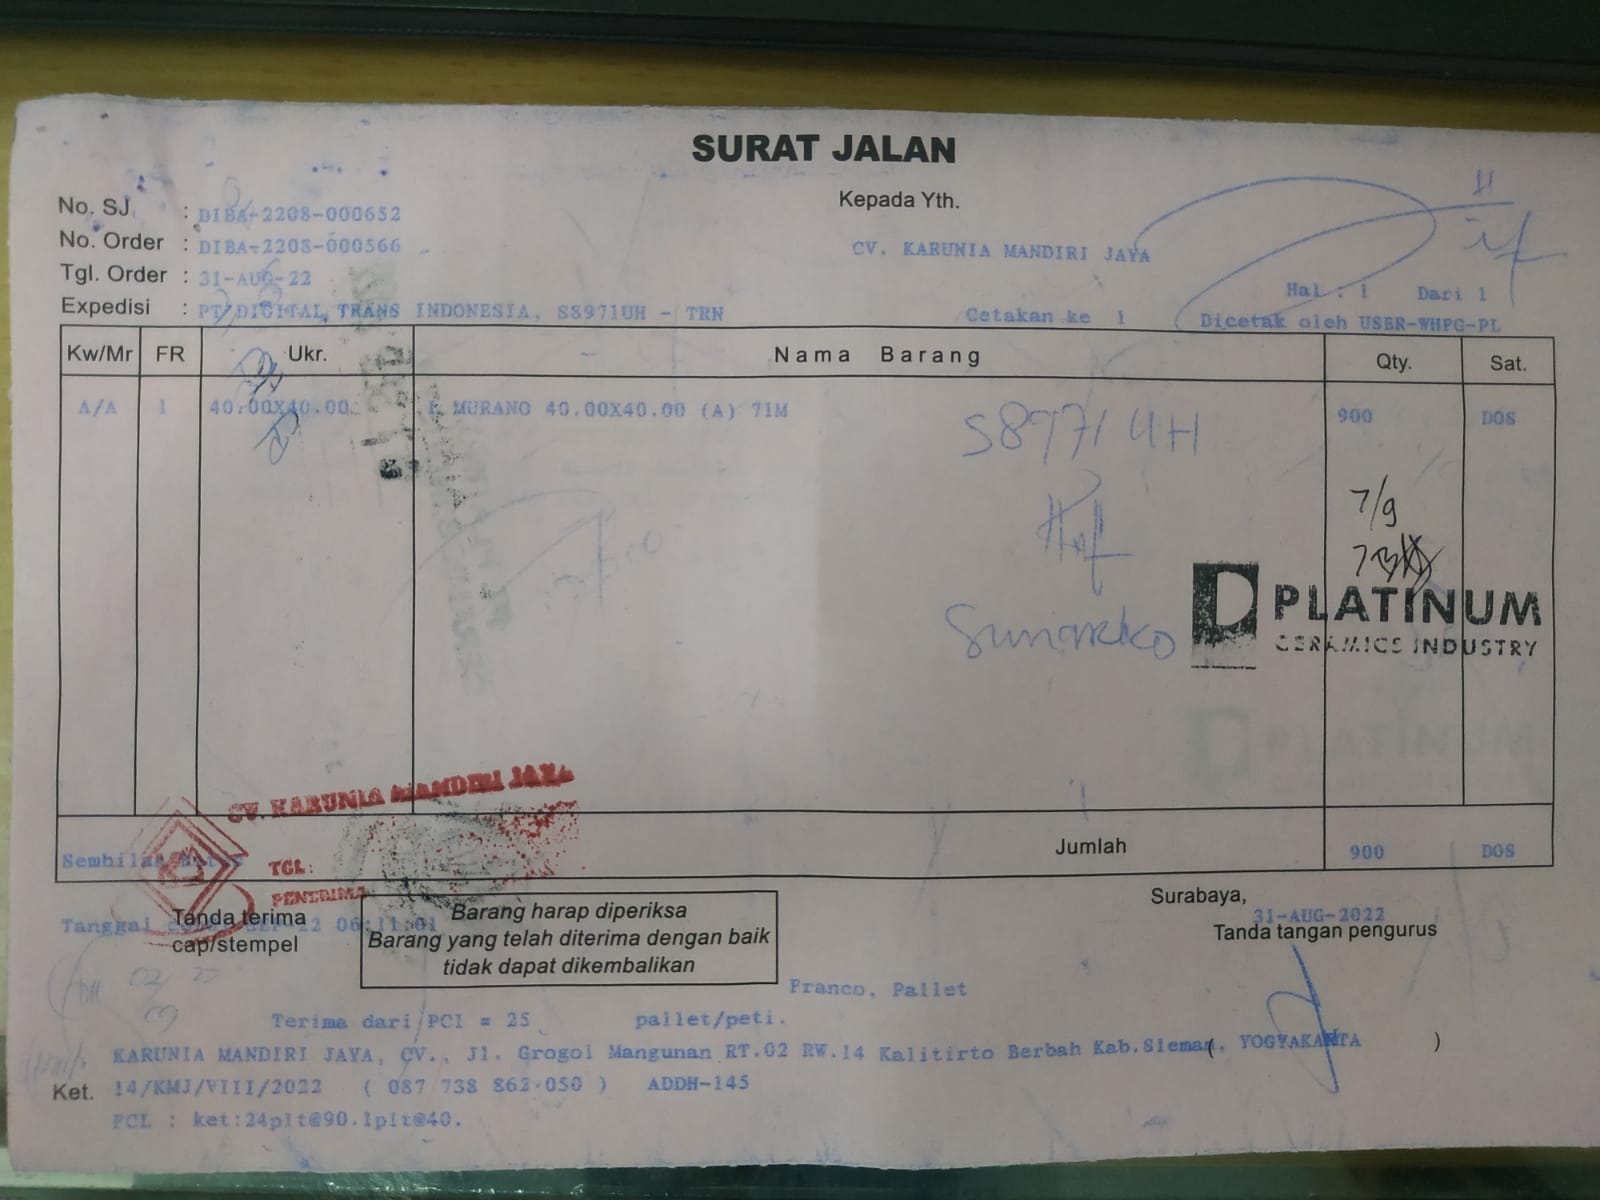 SURAT JALAN
No. SJ : DIBA-2208-000652
No. Order : DIBA-2208-000566
Tgl. Order : 31-AUG-22
Expedisi : PT DIGITAL TRANS INDONESIA, S8971UH - TRN
Kepada Yth.
CV. KARUNIA MANDIRI JAYA
Hal : 1 Dari 1
Cetakan ke 1 Dicetak oleh USER-WHPG-PL
Kw/Mr FR Ukr. Nama Barang Qty. Sat.
A/A 1 40.00X40.00 MURANO 40.00X40.00 (A) 71M 900 DOS
S8971UH
7/9
PLATINUM
CERAMICS INDUSTRY
CV. KARUNIA MANDIRI JAYA
TGL:
PENERIMA
Jumlah 900 DOS
Surabaya,
31-AUG-2022
Tanda tangan pengurus
Tanggal 22 06:11:01
Tanda terima
cap/stempel
Barang harap diperiksa
Barang yang telah diterima dengan baik
tidak dapat dikembalikan
Franco, Pallet
Terima dari PCI = 25 pallet/peti.
KARUNIA MANDIRI JAYA, CV., Jl. Grogol Mangunan RT.02 RW.14 Kalitirto Berbah Kab.Sleman, YOGYAKARTA
( )
Ket. 14/KMJ/VIII/2022 ( 087 738 862 050 ) ADDH-145
PCL : ket:24plt@90.1plt@40.